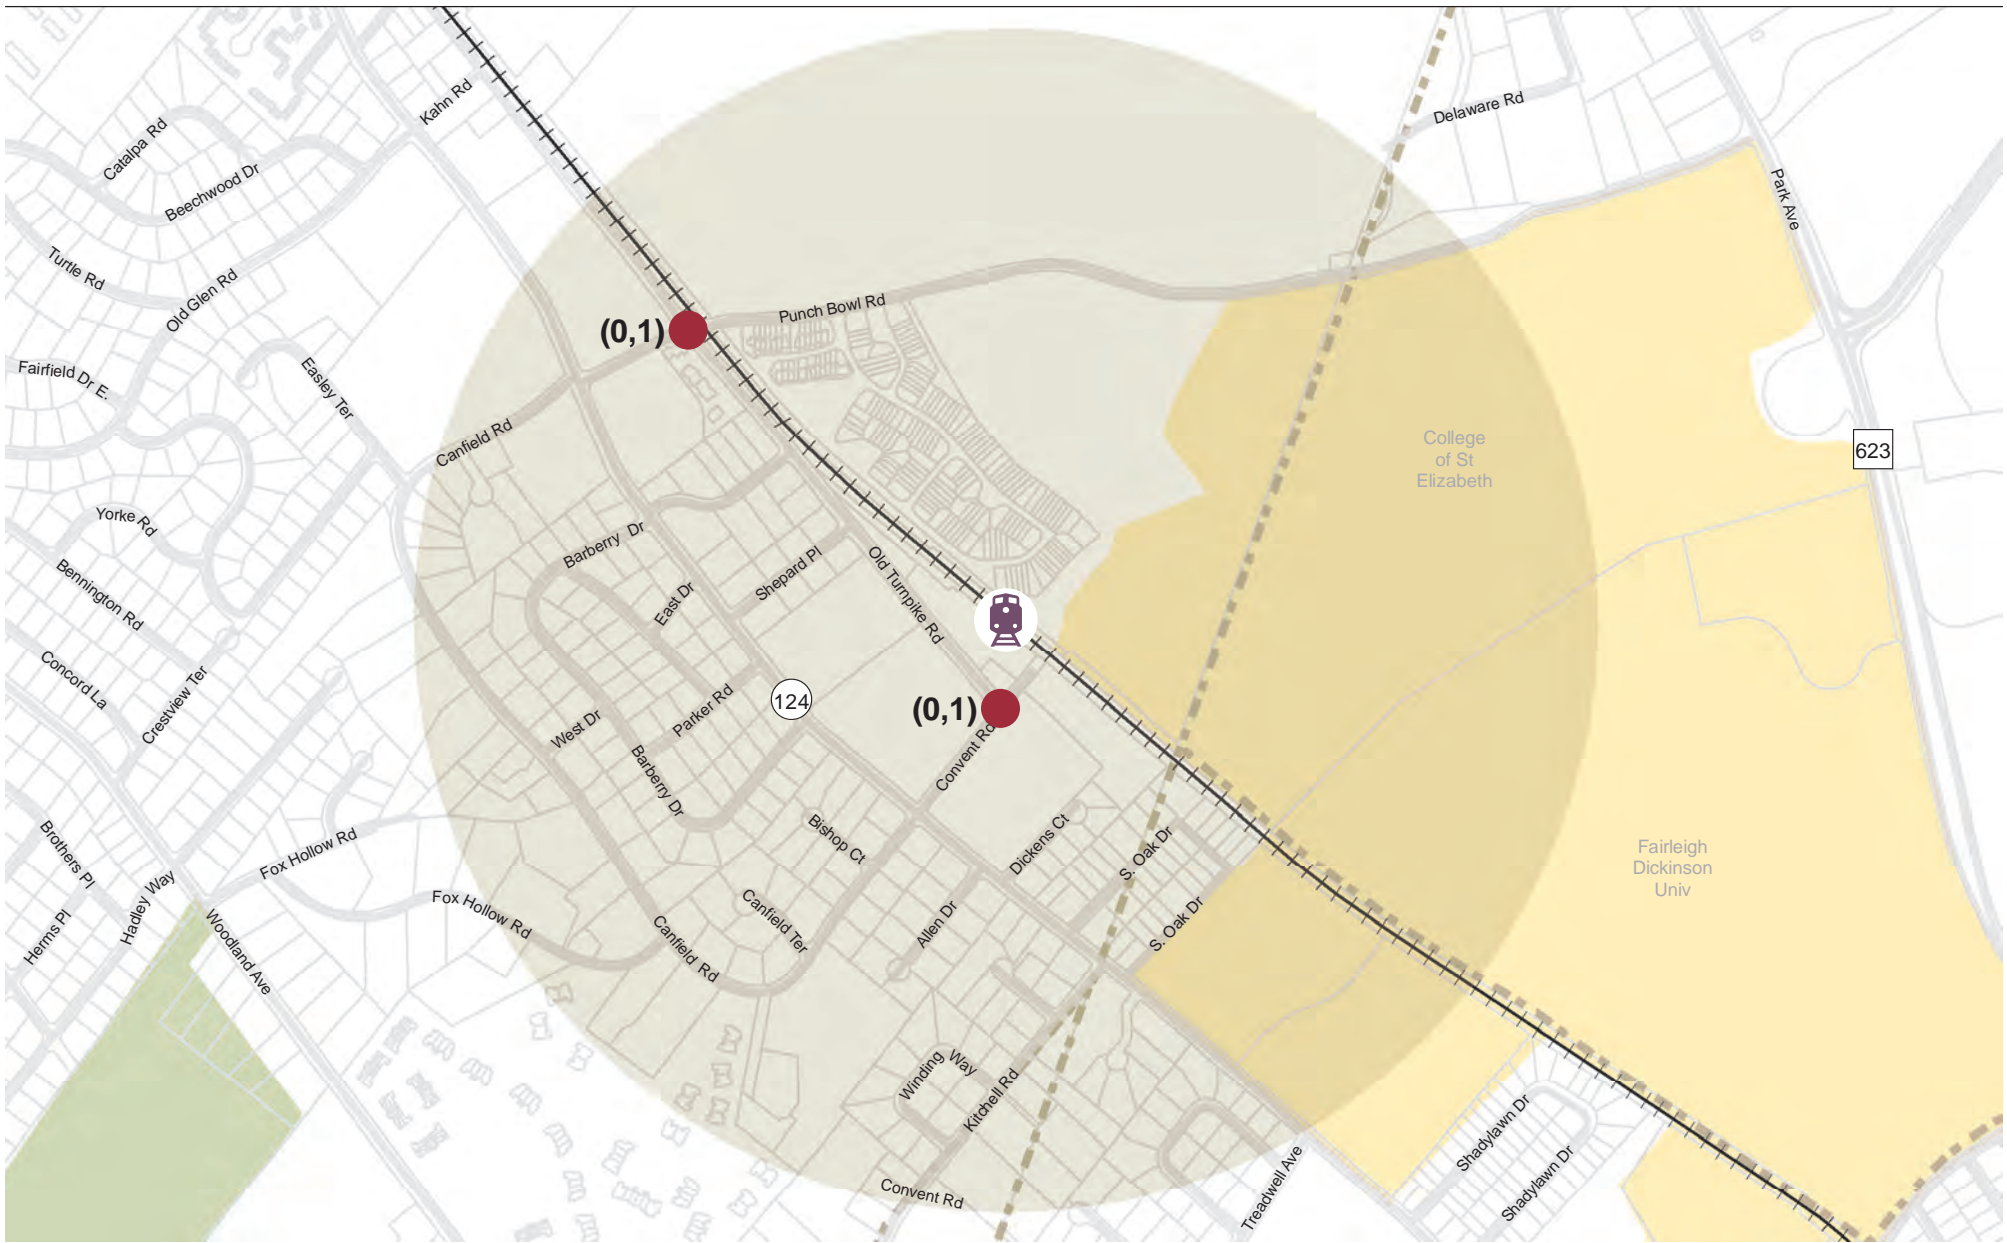 Kahn Rd
Catalpa Rd
Beechwood Dr
Delaware Rd
Park Ave
Turtle Rd
Old Glen Rd
Punch Bowl Rd
(0,1)
Fairfield Dr E.
Easley Ter
Canfield Rd
College
of St
Elizabeth
623
Yorke Rd
Barberry Dr
Bennington Rd
Shepard Pl
Old Turnpike Rd
East Dr
Concord La
Crestview Ter
Parker Rd
124
(0,1)
West Dr
Convent Rd
Barberry Dr
Brothers Pl
Fox Hollow Rd
Bishop Ct
Dickens Ct
S. Oak Dr
Fairleigh
Dickinson
Univ
Hadley Way
Herms Pl
Woodland Ave
Fox Hollow Rd
Canfield Rd
Canfield Ter
Allen Dr
S. Oak Dr
Winding Way
Kitchell Rd
Shadylawn Dr
Shadylawn Dr
Treadwell Ave
Convent Rd